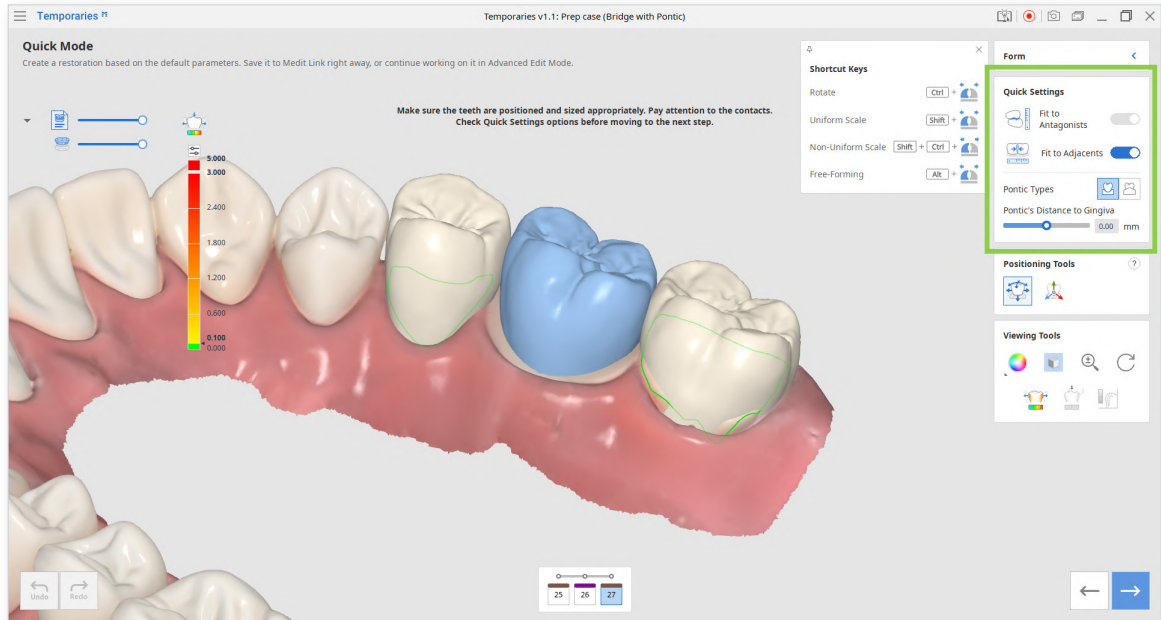 Temporaries
Temporaries v1.1: Prep case (Bridge with Pontic)
Quick Mode
Create a restoration based on the default parameters. Save it to Medit Link right away, or continue working on it in Advanced Edit Mode.
Make sure the teeth are positioned and sized appropriately. Pay attention to the contacts.
Check Quick Settings options before moving to the next step.
5.000
3.000
2.400
1.800
1.200
0.600
0.100
0.000
Shortcut Keys
Rotate Ctrl +
Uniform Scale Shift +
Non-Uniform Scale Shift + Ctrl +
Free-Forming Alt +
Form
Quick Settings
Fit to
Antagonists
Fit to Adjacents
Pontic Types
Pontic's Distance to Gingiva
0.00 mm
Positioning Tools ?
Viewing Tools
Undo Redo
25 26 27